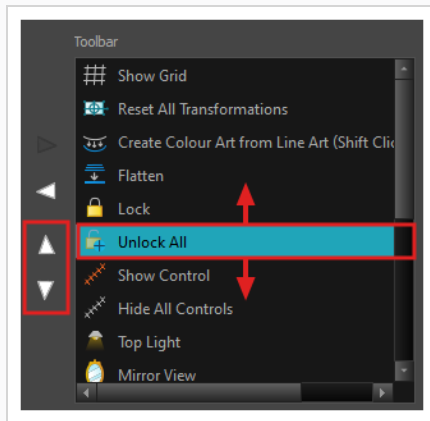 Toolbar
Show Grid
Reset All Transformations
Create Colour Art from Line Art (Shift Clic
Flatten
Lock
Unlock All
Show Control
Hide All Controls
Top Light
Mirror View